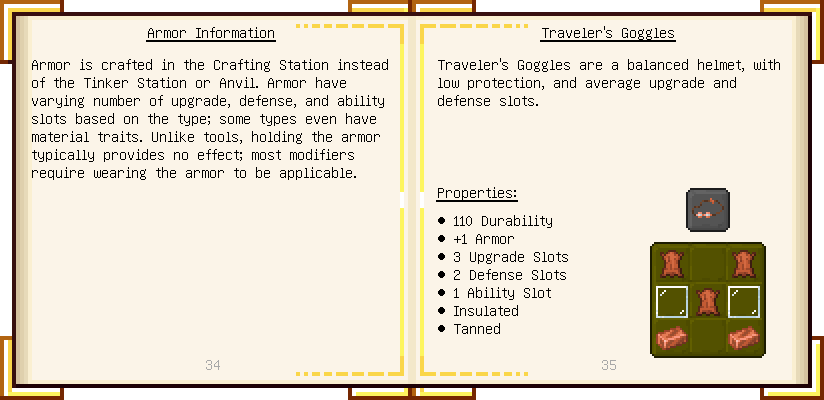 Armor Information
Armor is crafted in the Crafting Station instead
of the Tinker Station or Anvil. Armor have
varying number of upgrade, defense, and ability
slots based on the type; some types even have
material traits. Unlike tools, holding the armor
typically provides no effect; most modifiers
require wearing the armor to be applicable.
34
Traveler's Goggles
Traveler's Goggles are a balanced helmet, with
low protection, and average upgrade and
defense slots.
Properties:
● 110 Durability
● +1 Armor
● 3 Upgrade Slots
● 2 Defense Slots
● 1 Ability Slot
● Insulated
● Tanned
35